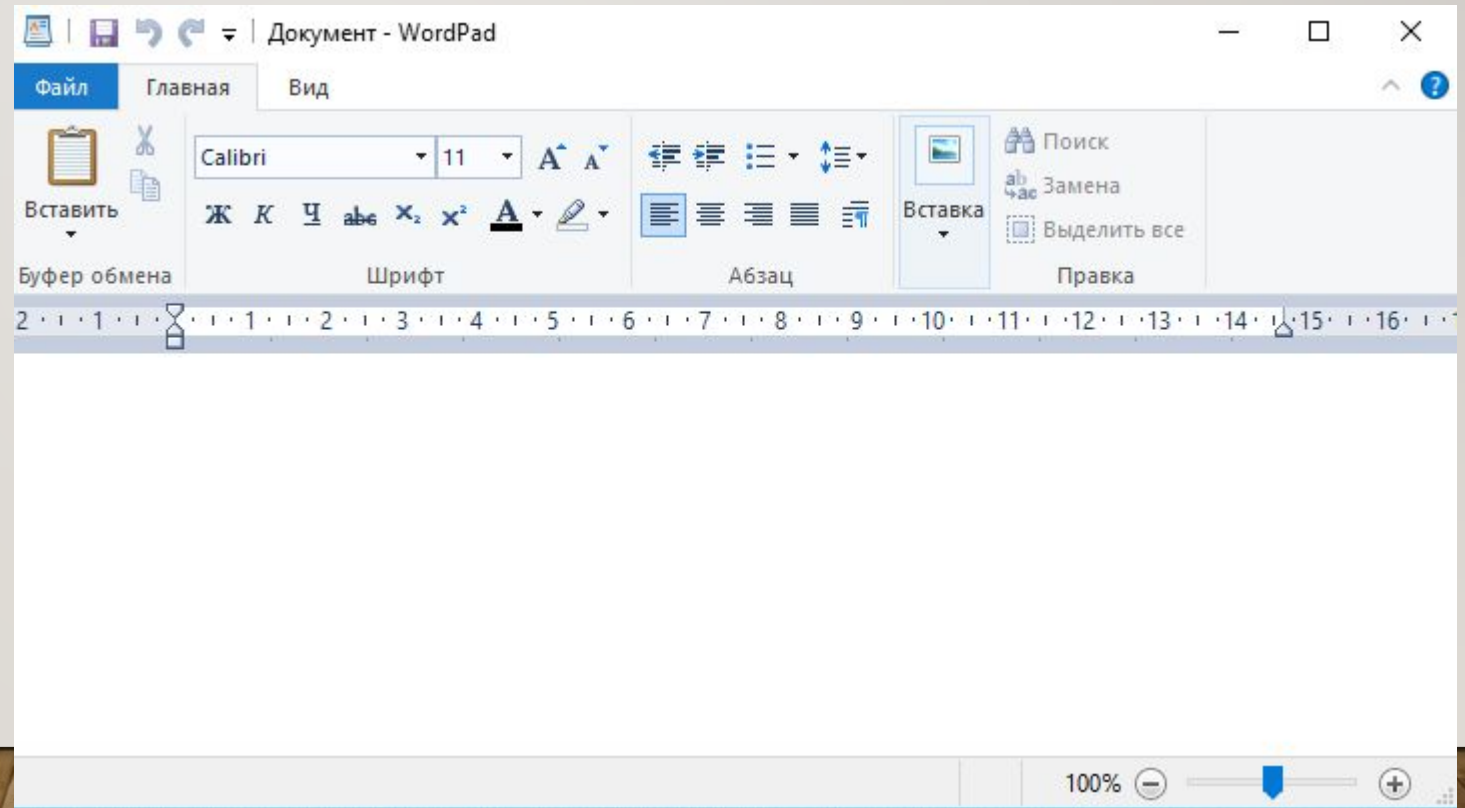 Документ - WordPad
Файл Главная Вид
Вставить
Буфер обмена
Calibri 11
Ж К Ч abc X₂ X² A
Шрифт
Абзац
Вставка
Поиск
Замена
Выделить все
Правка
2 1 1 2 3 4 5 6 7 8 9 10 11 12 13 14 15 16
100%